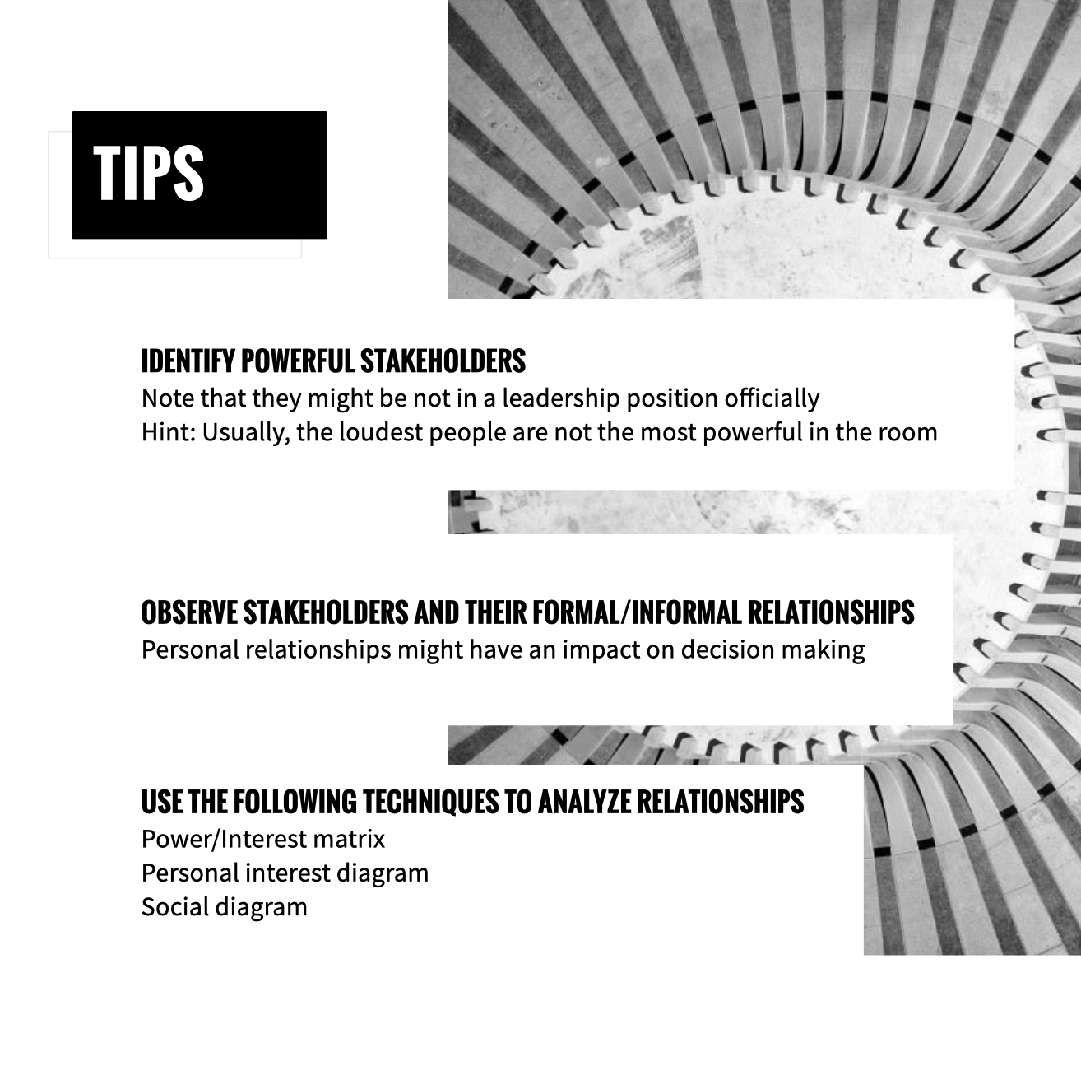 TIPS
IDENTIFY POWERFUL STAKEHOLDERS
Note that they might be not in a leadership position officially
Hint: Usually, the loudest people are not the most powerful in the room
OBSERVE STAKEHOLDERS AND THEIR FORMAL/INFORMAL RELATIONSHIPS
Personal relationships might have an impact on decision making
USE THE FOLLOWING TECHNIQUES TO ANALYZE RELATIONSHIPS
Power/Interest matrix
Personal interest diagram
Social diagram